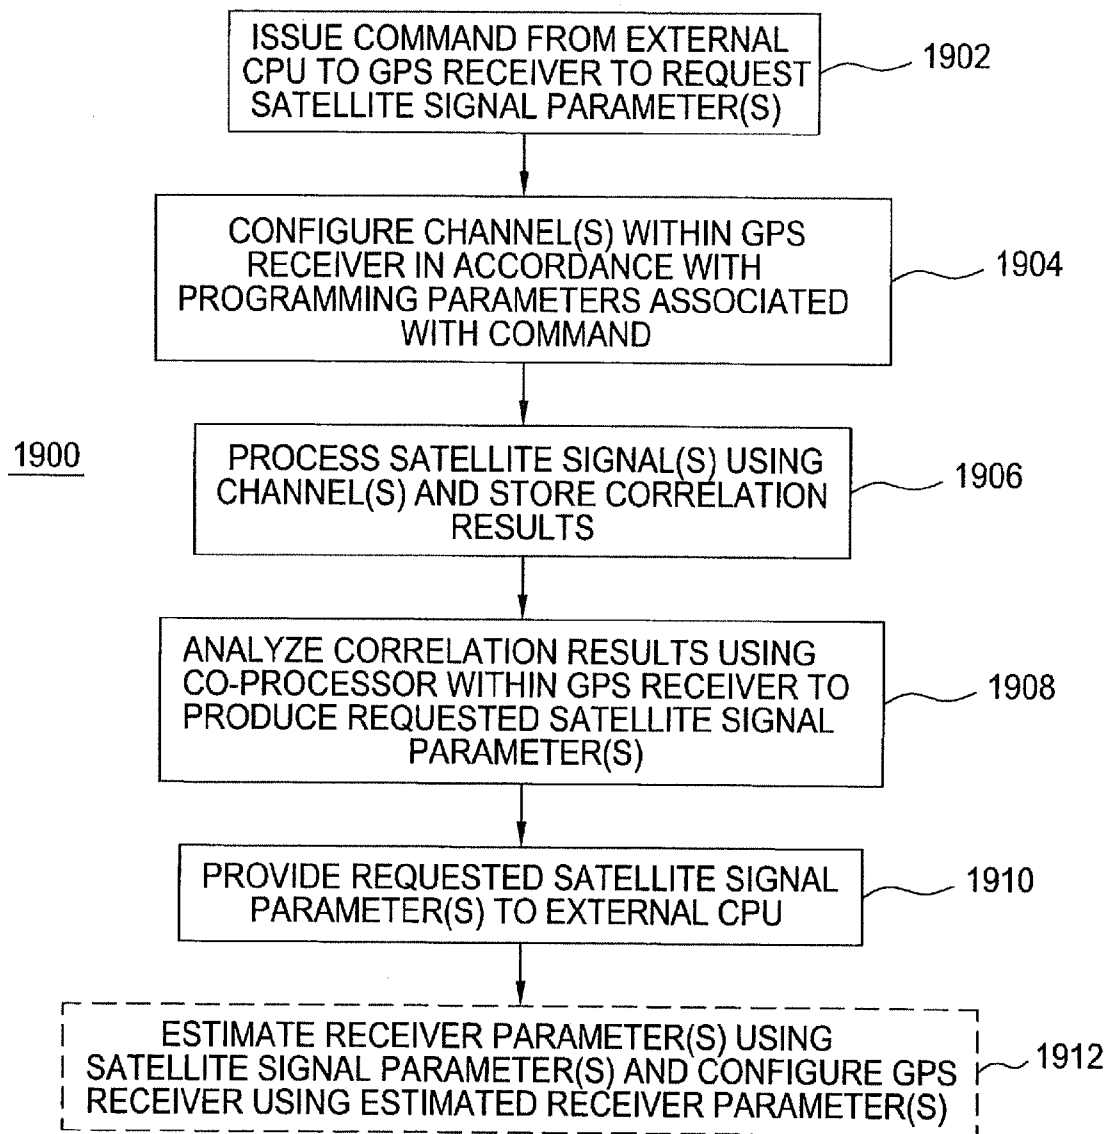 ISSUE COMMAND FROM EXTERNAL
CPU TO GPS RECEIVER TO REQUEST
SATELLITE SIGNAL PARAMETER(S)
1902
CONFIGURE CHANNEL(S) WITHIN GPS
RECEIVER IN ACCORDANCE WITH
PROGRAMMING PARAMETERS ASSOCIATED
WITH COMMAND
1904
1900
PROCESS SATELLITE SIGNAL(S) USING
CHANNEL(S) AND STORE CORRELATION
RESULTS
1906
ANALYZE CORRELATION RESULTS USING
CO-PROCESSOR WITHIN GPS RECEIVER TO
PRODUCE REQUESTED SATELLITE SIGNAL
PARAMETER(S)
1908
PROVIDE REQUESTED SATELLITE SIGNAL
PARAMETER(S) TO EXTERNAL CPU
1910
ESTIMATE RECEIVER PARAMETER(S) USING
SATELLITE SIGNAL PARAMETER(S) AND CONFIGURE GPS
RECEIVER USING ESTIMATED RECEIVER PARAMETER(S)
1912